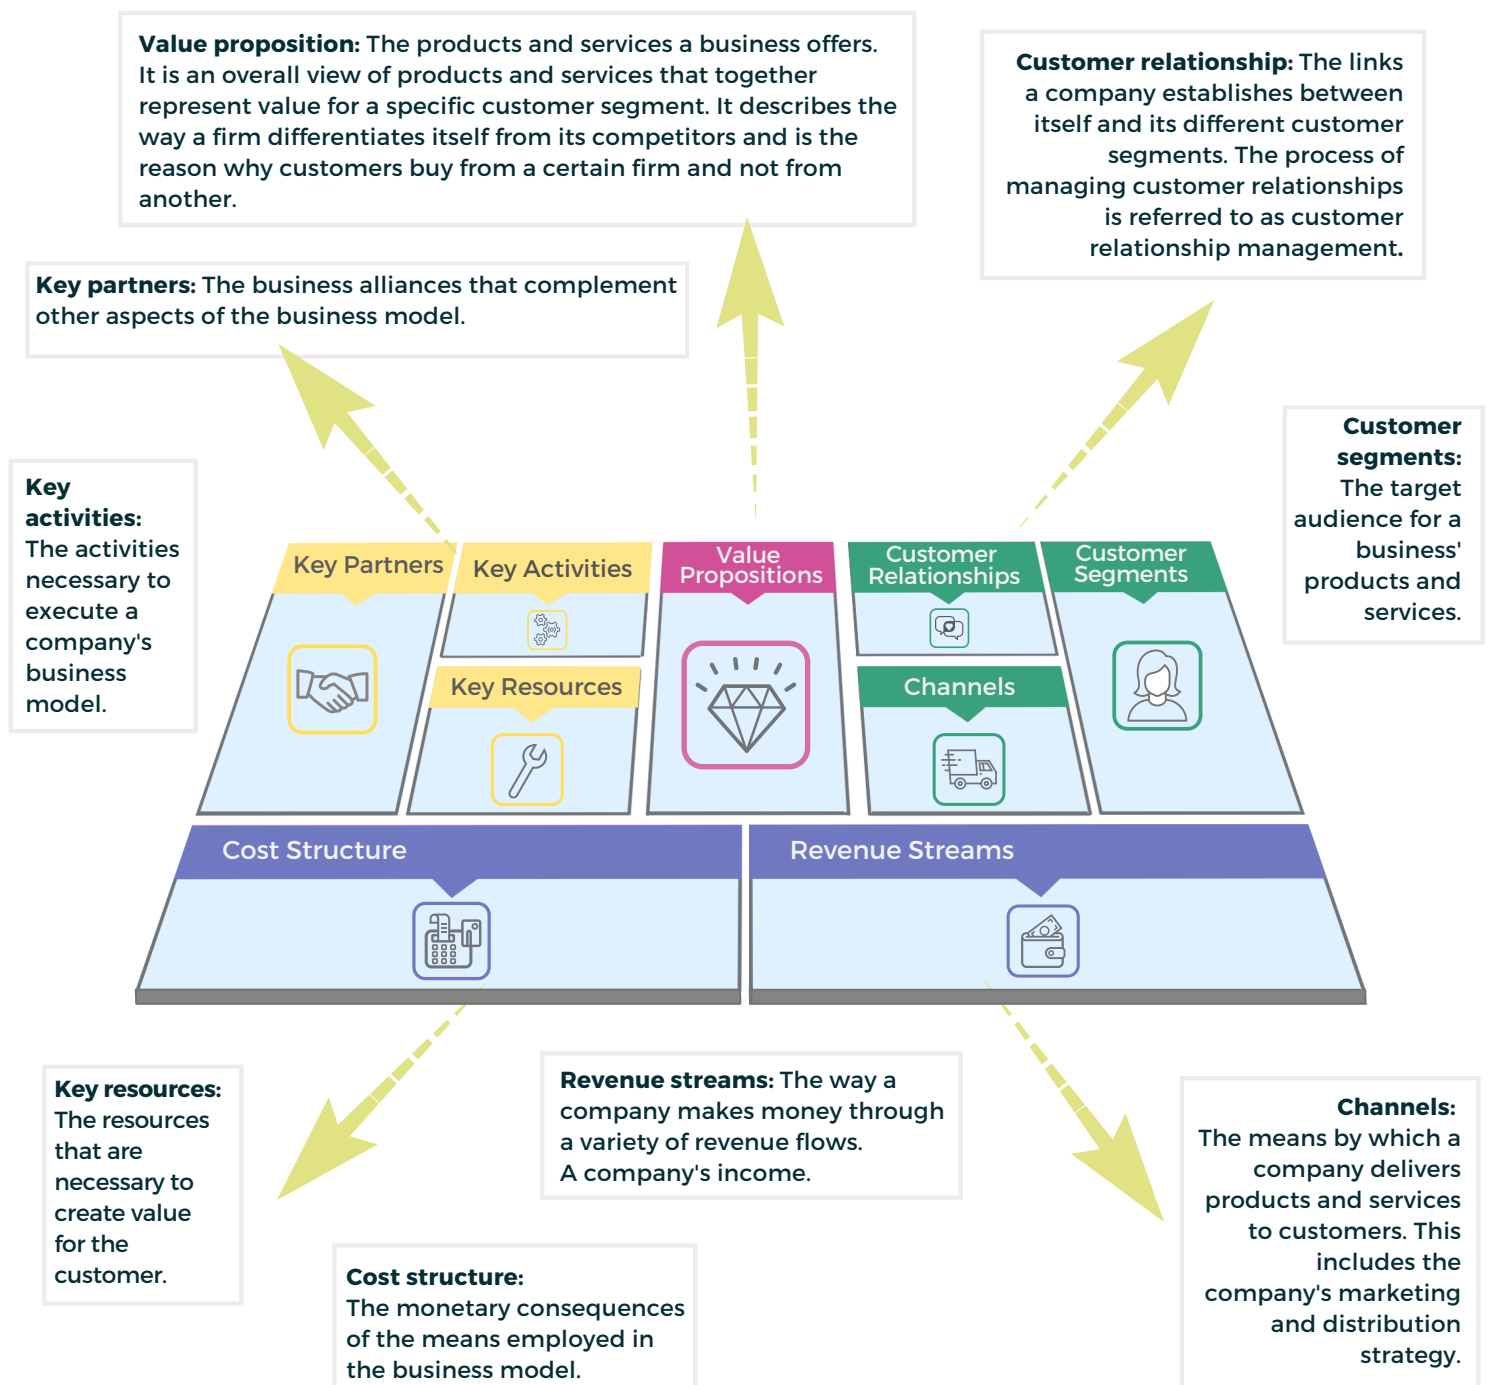 Value proposition: The products and services a business offers.
It is an overall view of products and services that together
represent value for a specific customer segment. It describes the
way a firm differentiates itself from its competitors and is the
reason why customers buy from a certain firm and not from
another.
Customer relationship: The links
a company establishes between
itself and its different customer
segments. The process of
managing customer relationships
is referred to as customer
relationship management.
Key partners: The business alliances that complement
other aspects of the business model.
Customer
segments:
The target
audience for a
business'
products and
services.
Key
activities:
The activities
necessary to
execute a
company's
business
model.
Key Partners
Key Activities
Value
Propositions
Customer
Relationships
Customer
Segments
Key Resources
Channels
Cost Structure
Revenue Streams
Key resources:
The resources
that are
necessary to
create value
for the
customer.
Revenue streams: The way a
company makes money through
a variety of revenue flows.
A company's income.
Channels:
The means by which a
company delivers
products and services
to customers. This
includes the
company's marketing
and distribution
strategy.
Cost structure:
The monetary consequences
of the means employed in
the business model.